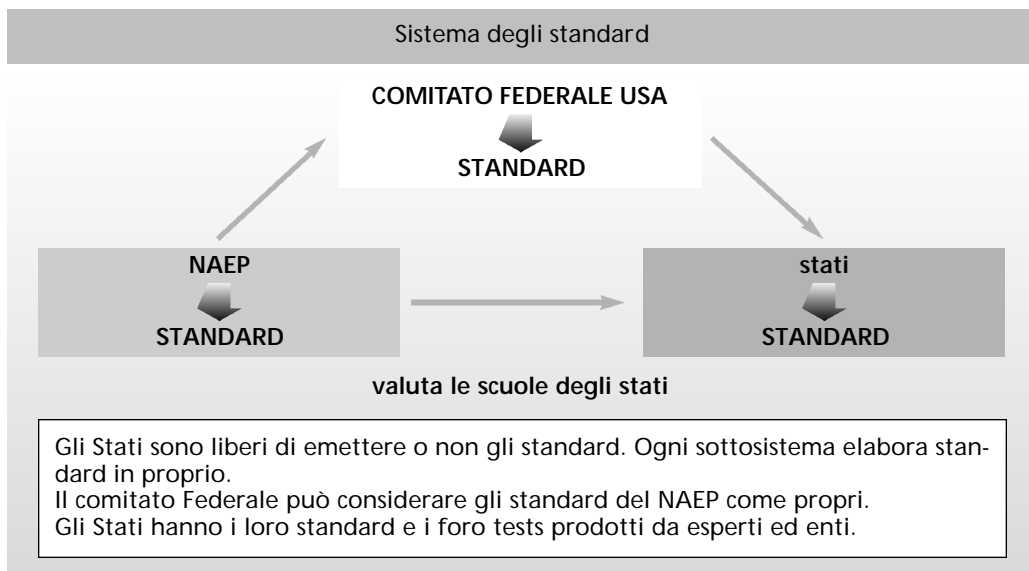 Sistema degli standard
COMITATO FEDERALE USA
STANDARD
NAEP
STANDARD
stati
STANDARD
valuta le scuole degli stati
Gli Stati sono liberi di emettere o non gli standard. Ogni sottosistema elabora stan-
dard in proprio.
Il comitato Federale può considerare gli standard del NAEP come propri.
Gli Stati hanno i loro standard e i foro tests prodotti da esperti ed enti.